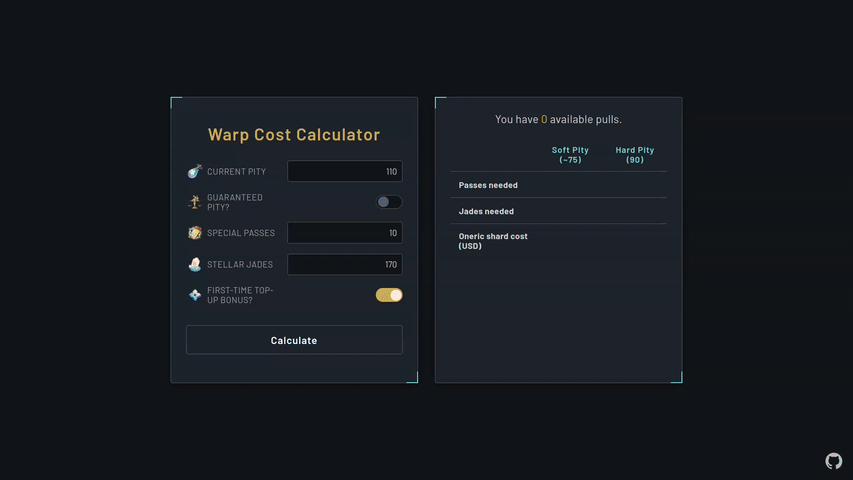 Warp Cost Calculator
CURRENT PITY
110
GUARANTEED
PITY?
SPECIAL PASSES
10
STELLAR JADES
170
FIRST-TIME TOP-
UP BONUS?
Calculate
You have 0 available pulls.
Soft Pity
(~75)
Hard Pity
(90)
Passes needed
Jades needed
Oneric shard cost
(USD)